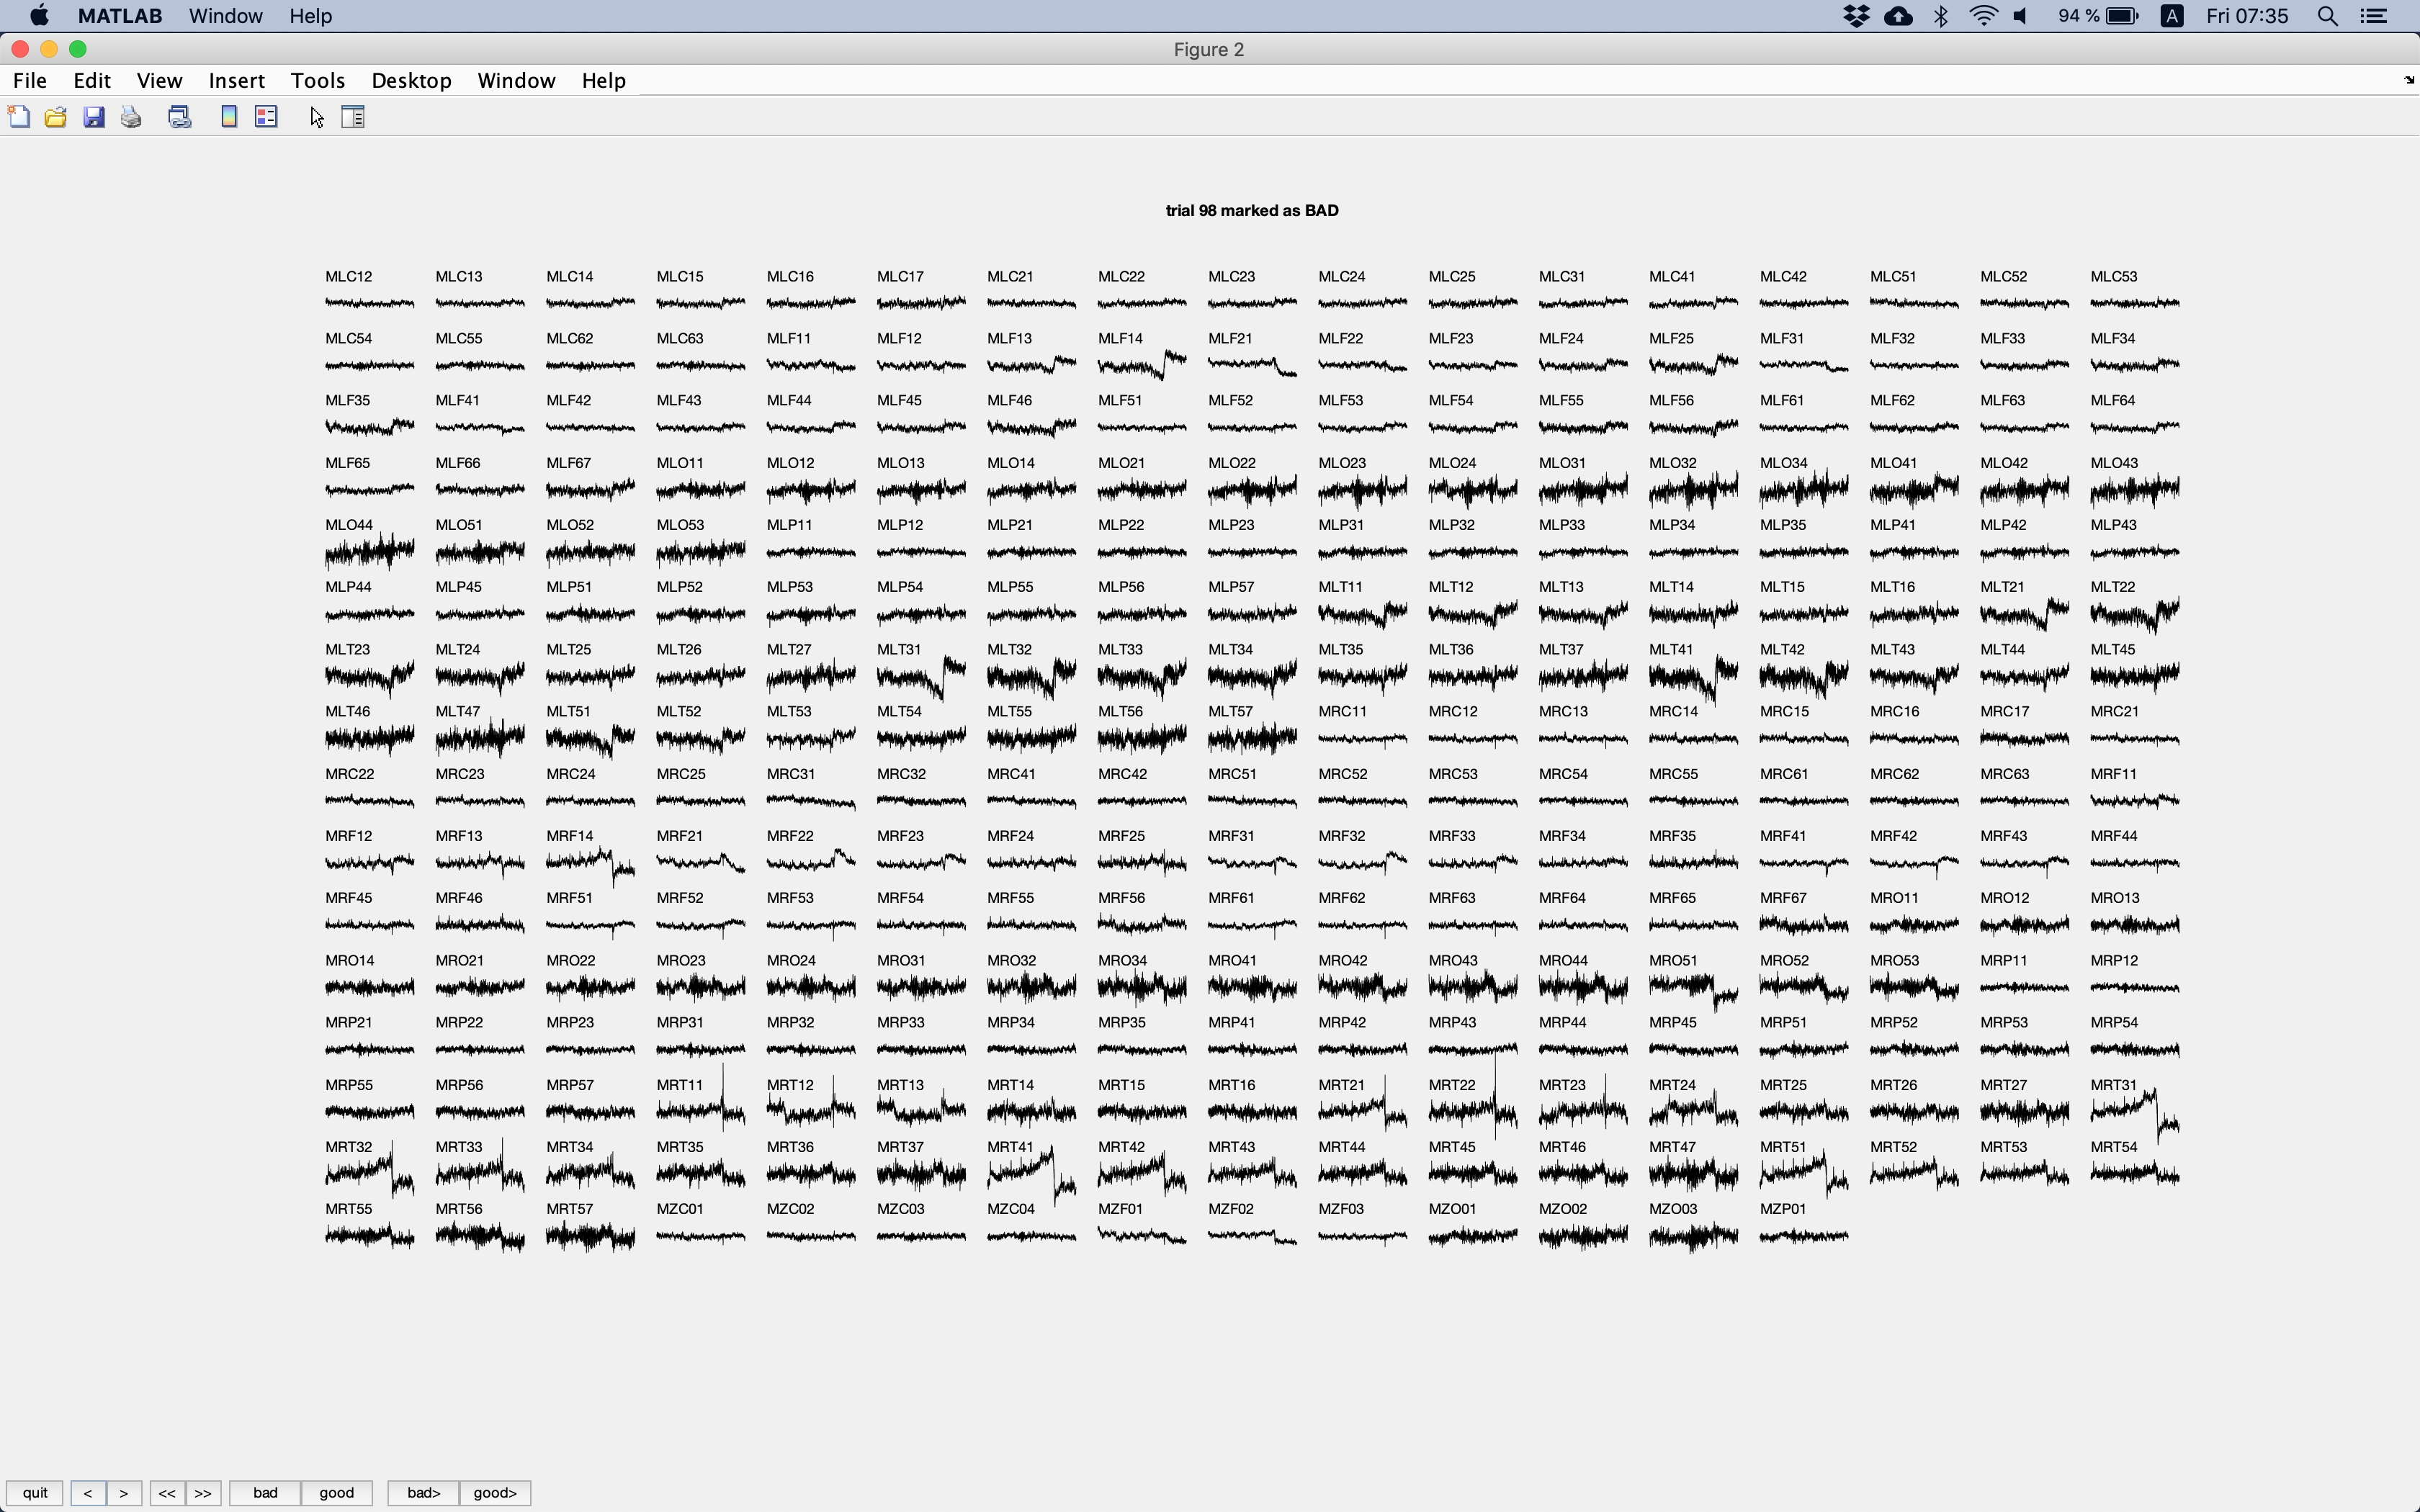 MATLAB Window Help 94 % A Fri 07:35
Figure 2
File Edit View Insert Tools Desktop Window Help
trial 98 marked as BAD
MLC12 MLC13 MLC14 MLC15 MLC16 MLC17 MLC21 MLC22 MLC23 MLC24 MLC25 MLC31 MLC41 MLC42 MLC51 MLC52 MLC53
MLC54 MLC55 MLC62 MLC63 MLF11 MLF12 MLF13 MLF14 MLF21 MLF22 MLF23 MLF24 MLF25 MLF31 MLF32 MLF33 MLF34
MLF35 MLF41 MLF42 MLF43 MLF44 MLF45 MLF46 MLF51 MLF52 MLF53 MLF54 MLF55 MLF56 MLF61 MLF62 MLF63 MLF64
MLF65 MLF66 MLF67 MLO11 MLO12 MLO13 MLO14 MLO21 MLO22 MLO23 MLO24 MLO31 MLO32 MLO34 MLO41 MLO42 MLO43
MLO44 MLO51 MLO52 MLO53 MLP11 MLP12 MLP21 MLP22 MLP23 MLP31 MLP32 MLP33 MLP34 MLP35 MLP41 MLP42 MLP43
MLP44 MLP45 MLP51 MLP52 MLP53 MLP54 MLP55 MLP56 MLP57 MLT11 MLT12 MLT13 MLT14 MLT15 MLT16 MLT21 MLT22
MLT23 MLT24 MLT25 MLT26 MLT27 MLT31 MLT32 MLT33 MLT34 MLT35 MLT36 MLT37 MLT41 MLT42 MLT43 MLT44 MLT45
MLT46 MLT47 MLT51 MLT52 MLT53 MLT54 MLT55 MLT56 MLT57 MRC11 MRC12 MRC13 MRC14 MRC15 MRC16 MRC17 MRC21
MRC22 MRC23 MRC24 MRC25 MRC31 MRC32 MRC41 MRC42 MRC51 MRC52 MRC53 MRC54 MRC55 MRC61 MRC62 MRC63 MRF11
MRF12 MRF13 MRF14 MRF21 MRF22 MRF23 MRF24 MRF25 MRF31 MRF32 MRF33 MRF34 MRF35 MRF41 MRF42 MRF43 MRF44
MRF45 MRF46 MRF51 MRF52 MRF53 MRF54 MRF55 MRF56 MRF61 MRF62 MRF63 MRF64 MRF65 MRF67 MRO11 MRO12 MRO13
MRO14 MRO21 MRO22 MRO23 MRO24 MRO31 MRO32 MRO34 MRO41 MRO42 MRO43 MRO44 MRO51 MRO52 MRO53 MRP11 MRP12
MRP21 MRP22 MRP23 MRP31 MRP32 MRP33 MRP34 MRP35 MRP41 MRP42 MRP43 MRP44 MRP45 MRP51 MRP52 MRP53 MRP54
MRP55 MRP56 MRP57 MRT11 MRT12 MRT13 MRT14 MRT15 MRT16 MRT21 MRT22 MRT23 MRT24 MRT25 MRT26 MRT27 MRT31
MRT32 MRT33 MRT34 MRT35 MRT36 MRT37 MRT41 MRT42 MRT43 MRT44 MRT45 MRT46 MRT47 MRT51 MRT52 MRT53 MRT54
MRT55 MRT56 MRT57 MZC01 MZC02 MZC03 MZC04 MZF01 MZF02 MZF03 MZO01 MZO02 MZO03 MZP01
quit < > << >> bad good bad> good>